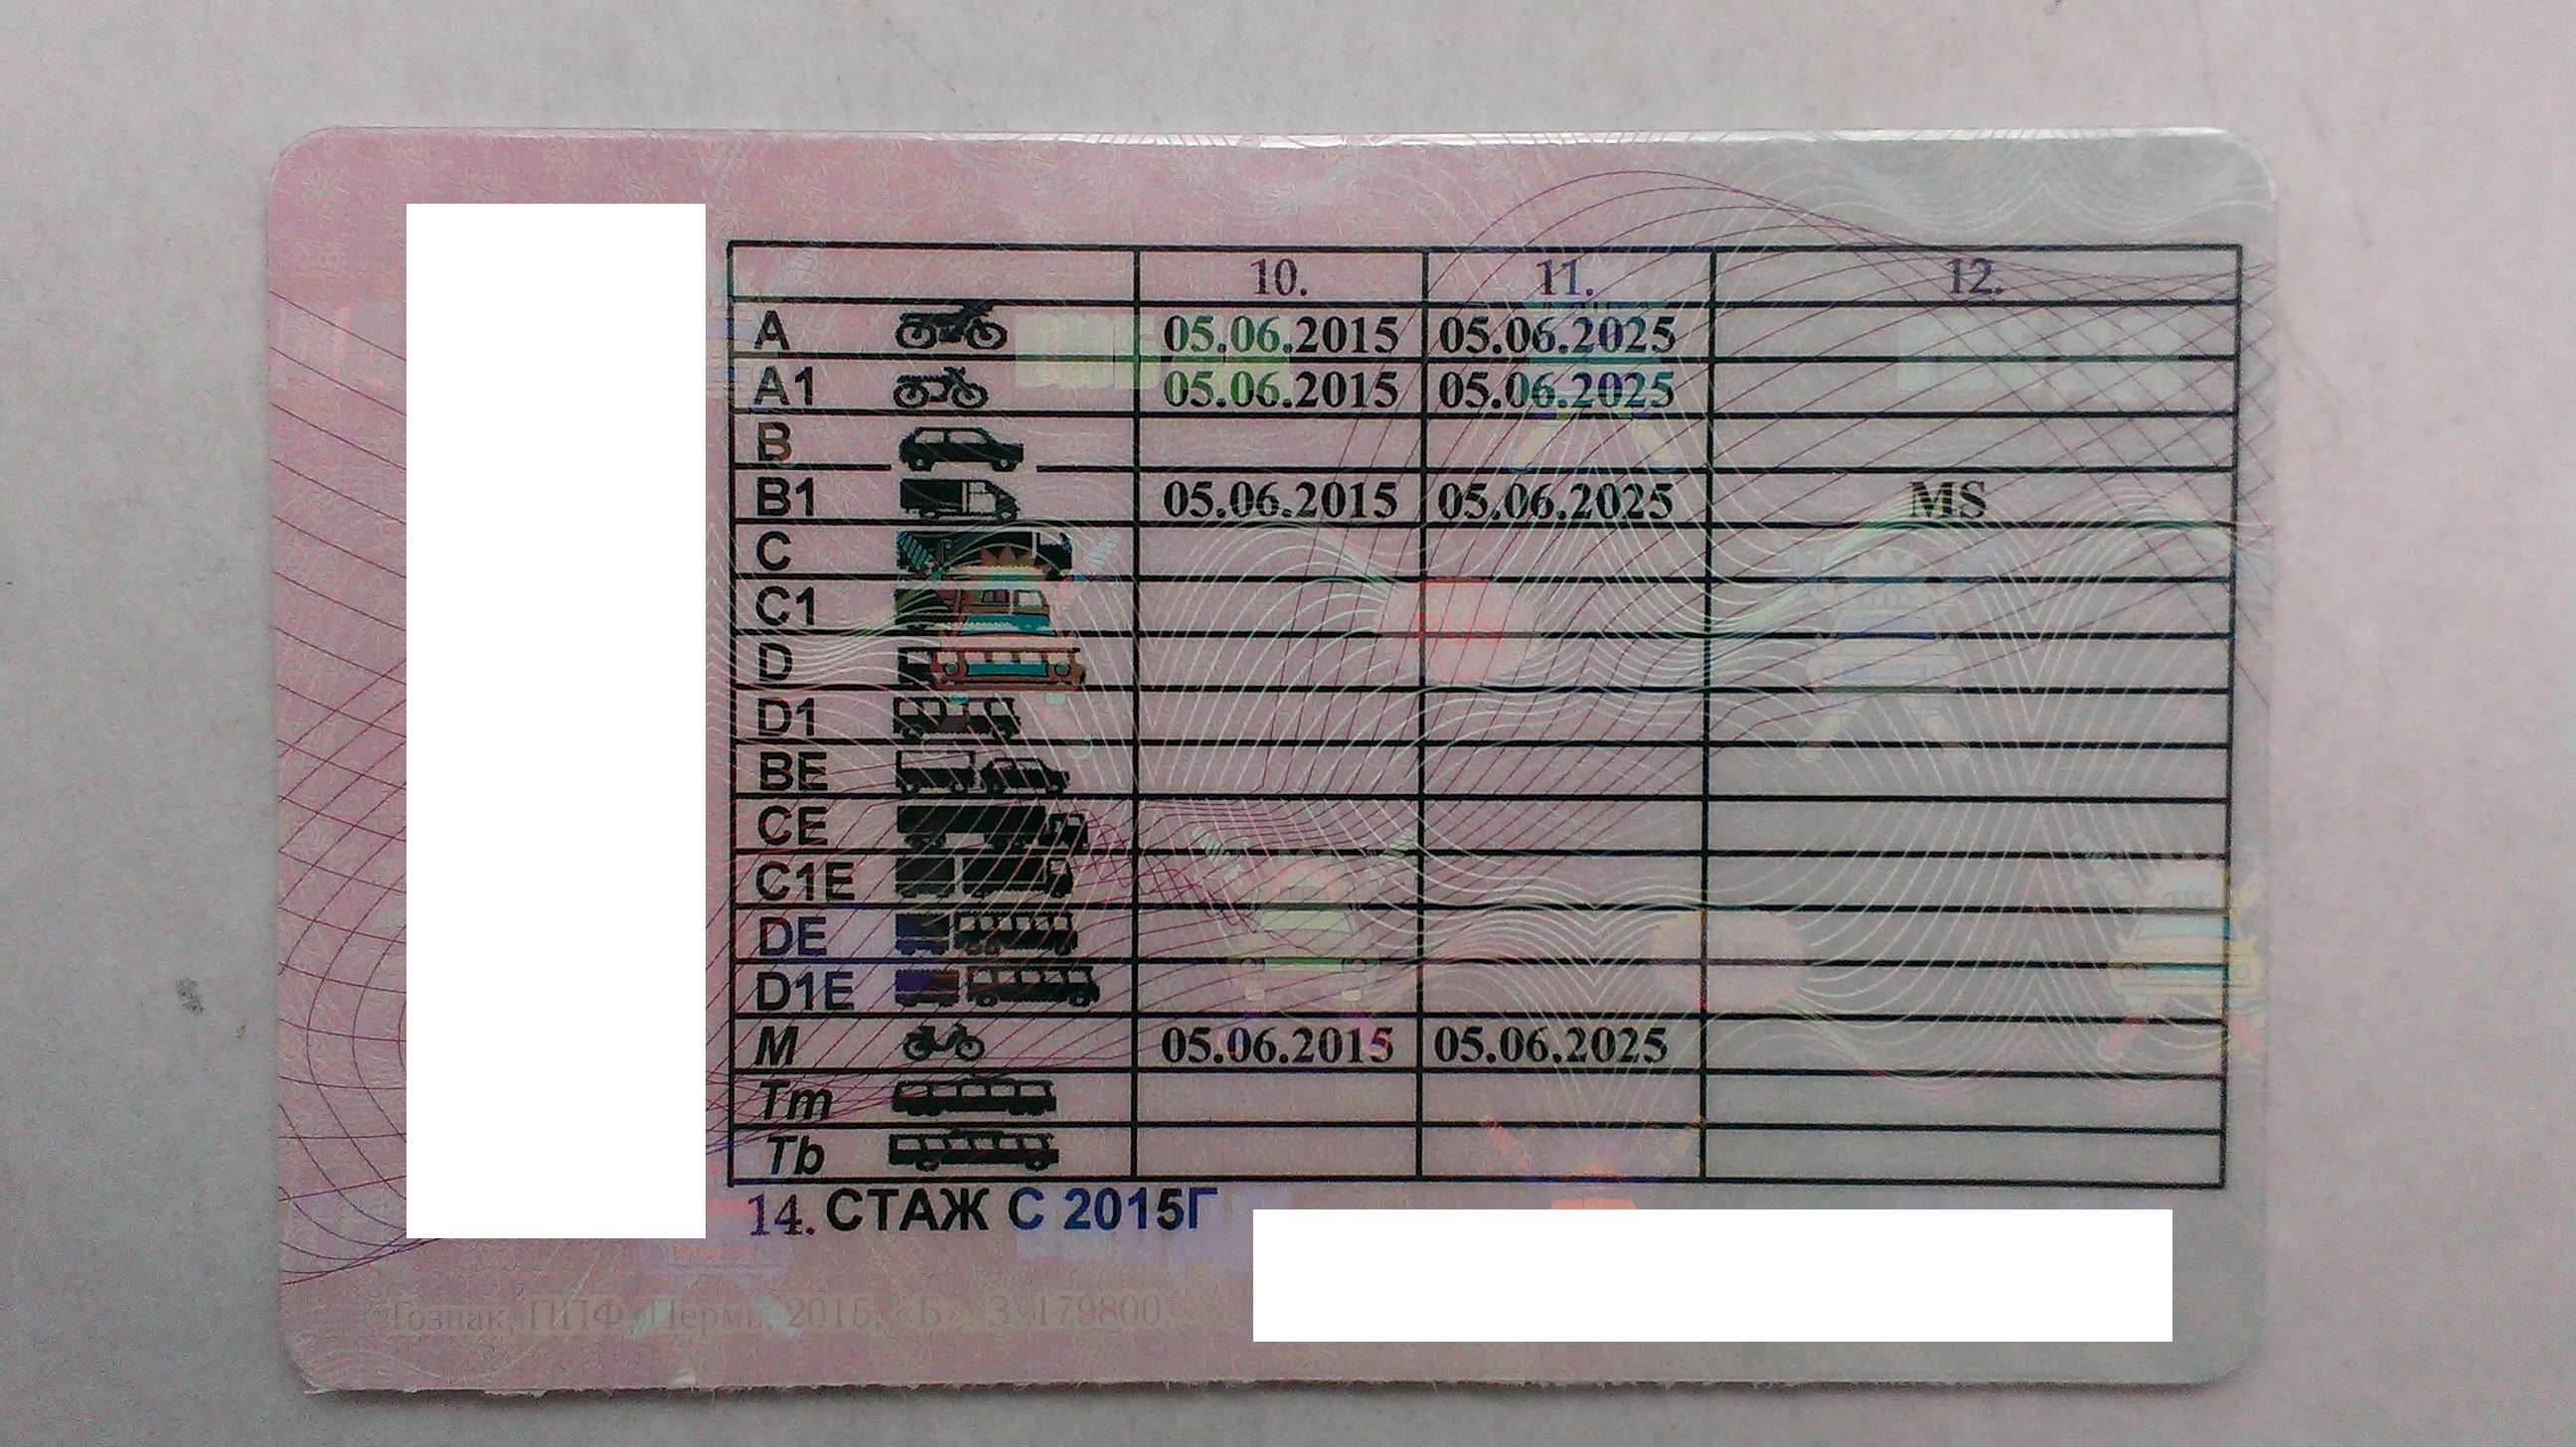 10. 11. 12.
A 05.06.2015 05.06.2025
A1 05.06.2015 05.06.2025
B
B1 05.06.2015 05.06.2025 MS
C
C1
D
D1
BE
CE
C1E
DE
D1E
M 05.06.2015 05.06.2025
Tm
Tb
14. СТАЖ С 2015Г
Гознак, ППФ, Пермь, 2015, «Б». З. 179800